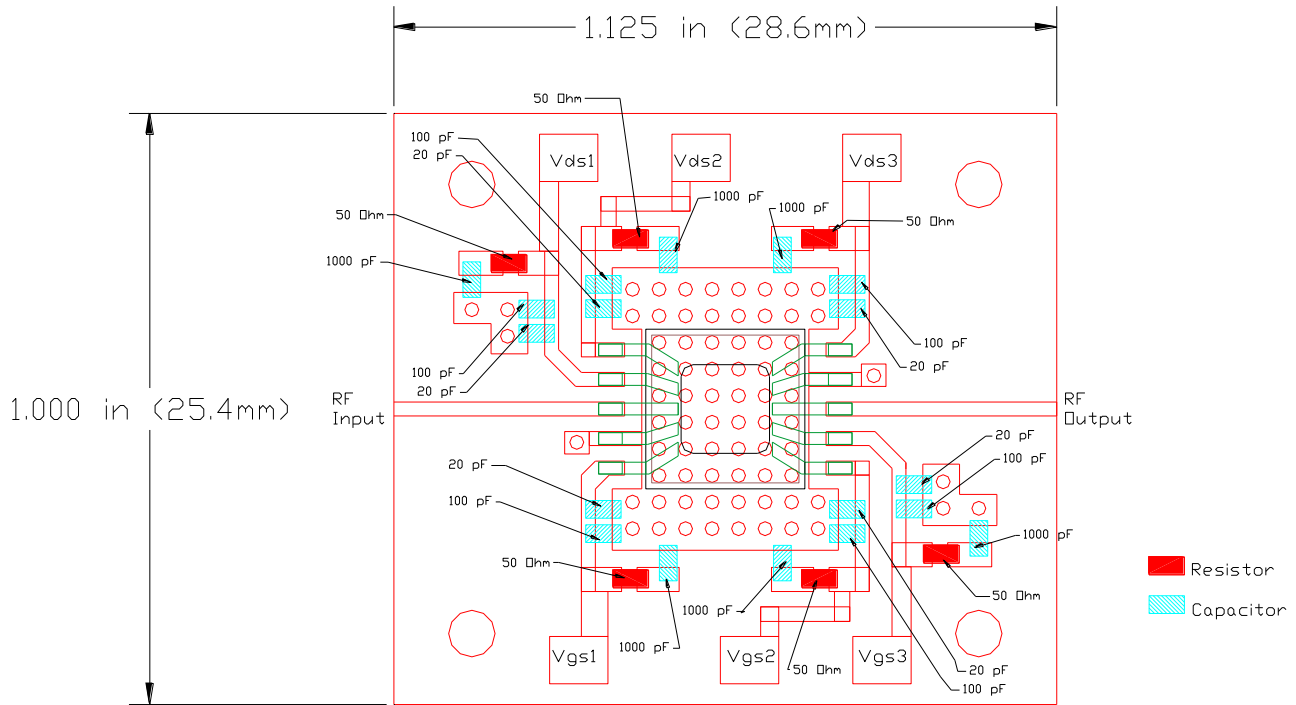 1.125 in (28.6mm)
50 Ohm
100 pF
20 pF
Vds1
Vds2
Vds3
1000 pF
1000 pF
50 Ohm
50 Ohm
1000 pF
100 pF
20 pF
100 pF
20 pF
1.000 in (25.4mm)
RF
Input
RF
Output
20 pF
100 pF
20 pF
100 pF
1000 pF
50 Ohm
50 Ohm
1000 pF
1000 pF
Vgs1
Vgs2
Vgs3
50 Ohm
20 pF
100 pF
Resistor
Capacitor